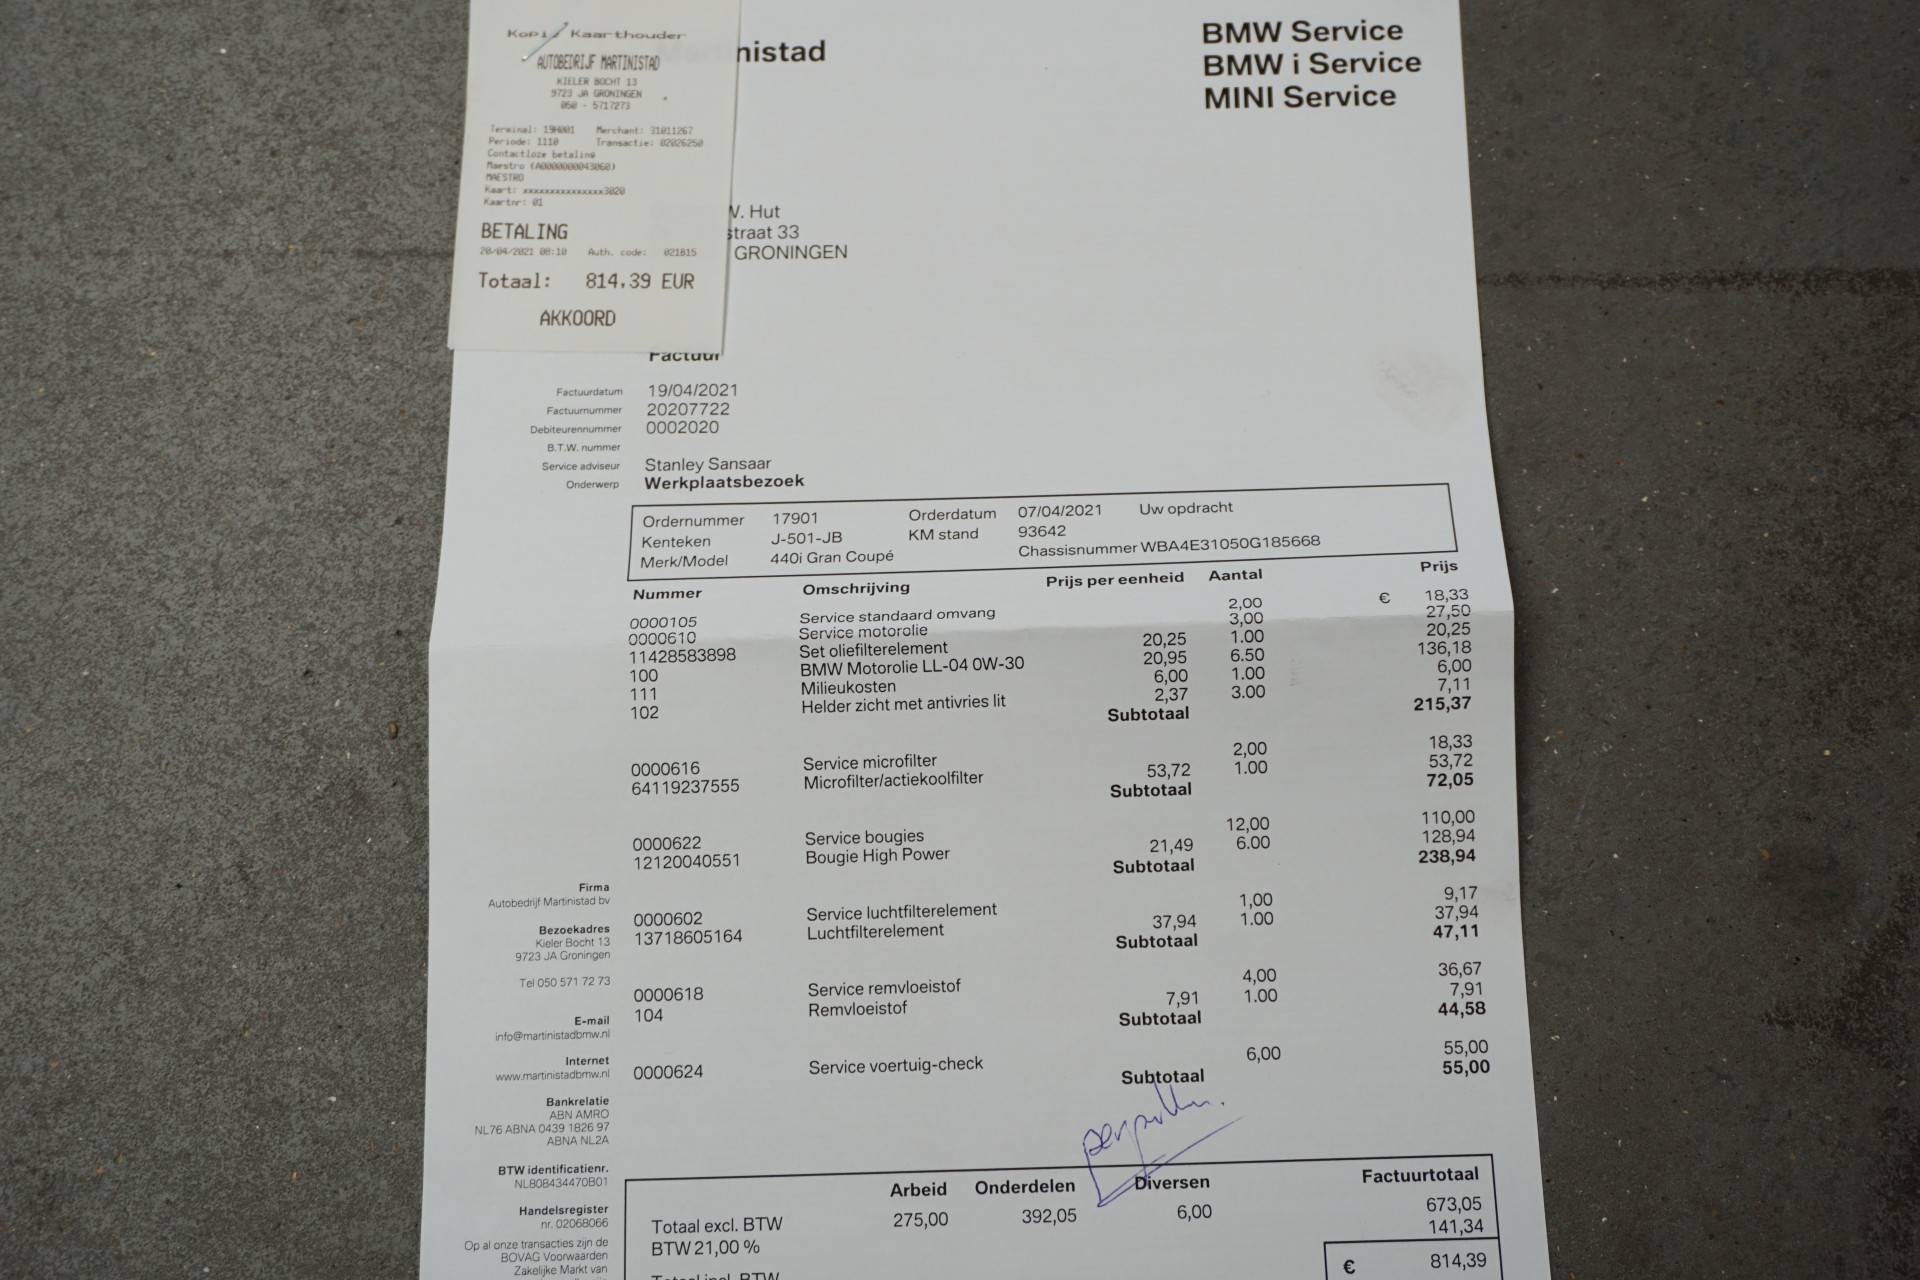 Kopie Kaarthouder
AUTOBEDRIJF MARTINISTAD
KIELER BOCHT 13
9723 JA GRONINGEN
050 - 5717273
Terminal: 19H001 Merchant: 31011267
Periode: 1110 Transactie: 02026250
Contactloze betaling
Maestro (A0000000043060)
MAESTRO
Kaart: xxxxxxxxxxxxxxx3020
Kaartnr: 01
BETALING
20/04/2021 08:10 Auth. code: 021815
Totaal: 814.39 EUR
AKKOORD
nistad
BMW Service
BMW i Service
MINI Service
W. Hut
straat 33
GRONINGEN
Factuur
Factuurdatum 19/04/2021
Factuurnummer 20207722
Debiteurennummer 0002020
B.T.W. nummer
Service adviseur Stanley Sansaar
Onderwerp Werkplaatsbezoek
Ordernummer 17901 Orderdatum 07/04/2021 Uw opdracht
Kenteken J-501-JB KM stand 93642
Merk/Model 440i Gran Coupé Chassisnummer WBA4E31050G185668
Nummer Omschrijving Prijs per eenheid Aantal Prijs
0000105 Service standaard omvang 2,00 € 18,33
0000610 Service motorolie 3,00 27,50
11428583898 Set oliefilterelement 20,25 1.00 20,25
100 BMW Motorolie LL-04 0W-30 20,95 6.50 136,18
111 Milieukosten 6,00 1.00 6,00
102 Helder zicht met antivries lit 2,37 3.00 7,11
Subtotaal 215,37
0000616 Service microfilter 2,00 18,33
64119237555 Microfilter/actiekoolfilter 53,72 1.00 53,72
Subtotaal 72,05
0000622 Service bougies 12,00 110,00
12120040551 Bougie High Power 21,49 6.00 128,94
Subtotaal 238,94
0000602 Service luchtfilterelement 1,00 9,17
13718605164 Luchtfilterelement 37,94 1.00 37,94
Subtotaal 47,11
0000618 Service remvloeistof 4,00 36,67
104 Remvloeistof 7,91 1.00 7,91
Subtotaal 44,58
0000624 Service voertuig-check 6,00 55,00
Subtotaal 55,00
Firma
Autobedrijf Martinistad bv
Bezoekadres
Kieler Bocht 13
9723 JA Groningen
Tel 050 571 72 73
E-mail
info@martinistadbmw.nl
Internet
www.martinistadbmw.nl
Bankrelatie
ABN AMRO
NL76 ABNA 0439 1826 97
ABNA NL2A
BTW identificatienr.
NL808434470B01
Handelsregister
nr. 02068066
Op al onze transacties zijn de
BOVAG Voorwaarden
Zakelijke Markt van
Arbeid Onderdelen Diversen Factuurtotaal
Totaal excl. BTW 275,00 392,05 6,00 673,05
BTW 21,00 % 141,34
Totaal incl. BTW € 814,39